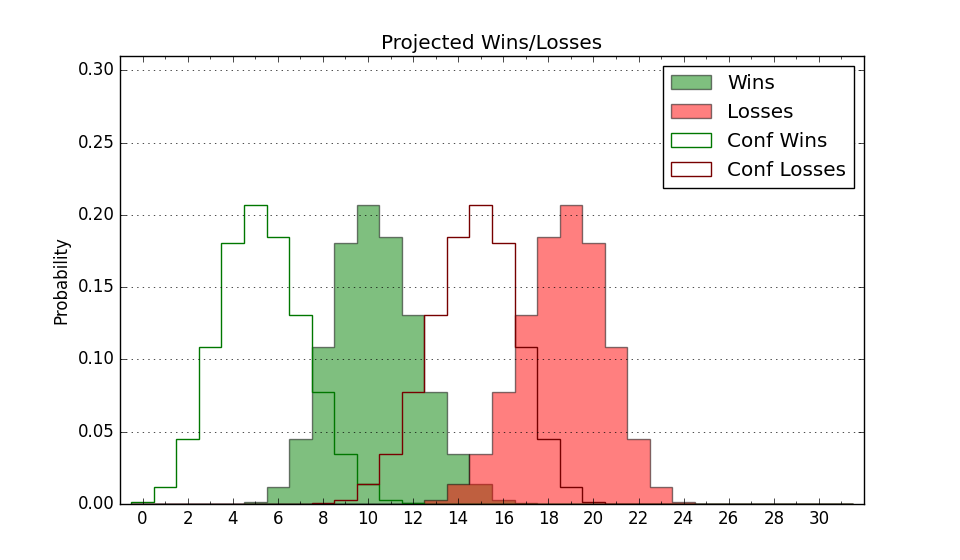 Projected Wins/Losses
0.30
0.25
0.20
0.15
0.10
0.05
0.00
Probability
Wins
Losses
Conf Wins
Conf Losses
0 2 4 6 8 10 12 14 16 18 20 22 24 26 28 30